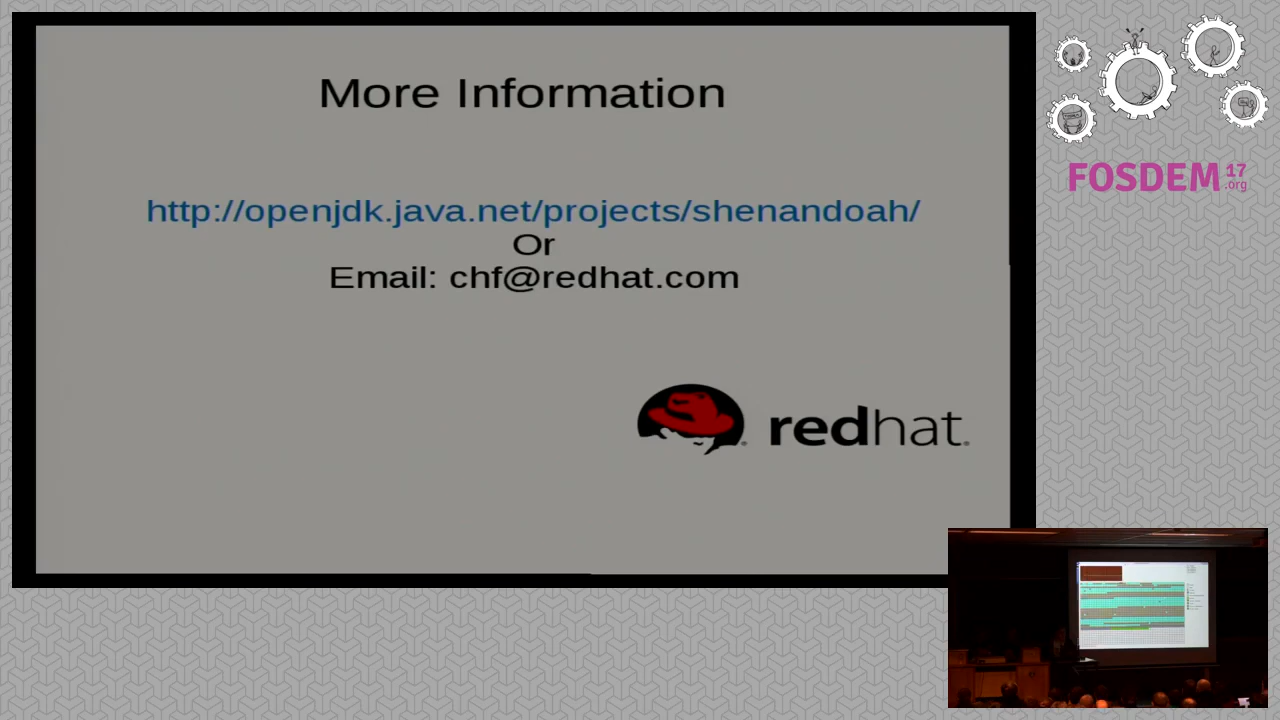 More Information
http://openjdk.java.net/projects/shenandoah/
Or
Email: chf@redhat.com
redhat.
FOSDEM 17
.org